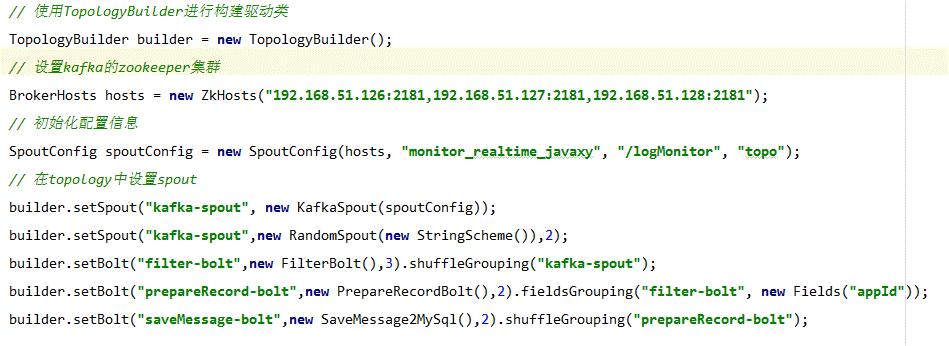 // 使用TopologyBuilder进行构建驱动类
TopologyBuilder builder = new TopologyBuilder();
// 设置kafka的zookeeper集群
BrokerHosts hosts = new ZkHosts("192.168.51.126:2181,192.168.51.127:2181,192.168.51.128:2181");
// 初始化配置信息
SpoutConfig spoutConfig = new SpoutConfig(hosts, "monitor_realtime_javaxy", "/logMonitor", "topo");
// 在topology中设置spout
builder.setSpout("kafka-spout", new KafkaSpout(spoutConfig));
builder.setSpout("kafka-spout",new RandomSpout(new StringScheme()),2);
builder.setBolt("filter-bolt",new FilterBolt(),3).shuffleGrouping("kafka-spout");
builder.setBolt("prepareRecord-bolt",new PrepareRecordBolt(),2).fieldsGrouping("filter-bolt", new Fields("appId"));
builder.setBolt("saveMessage-bolt",new SaveMessage2MySql(),2).shuffleGrouping("prepareRecord-bolt");